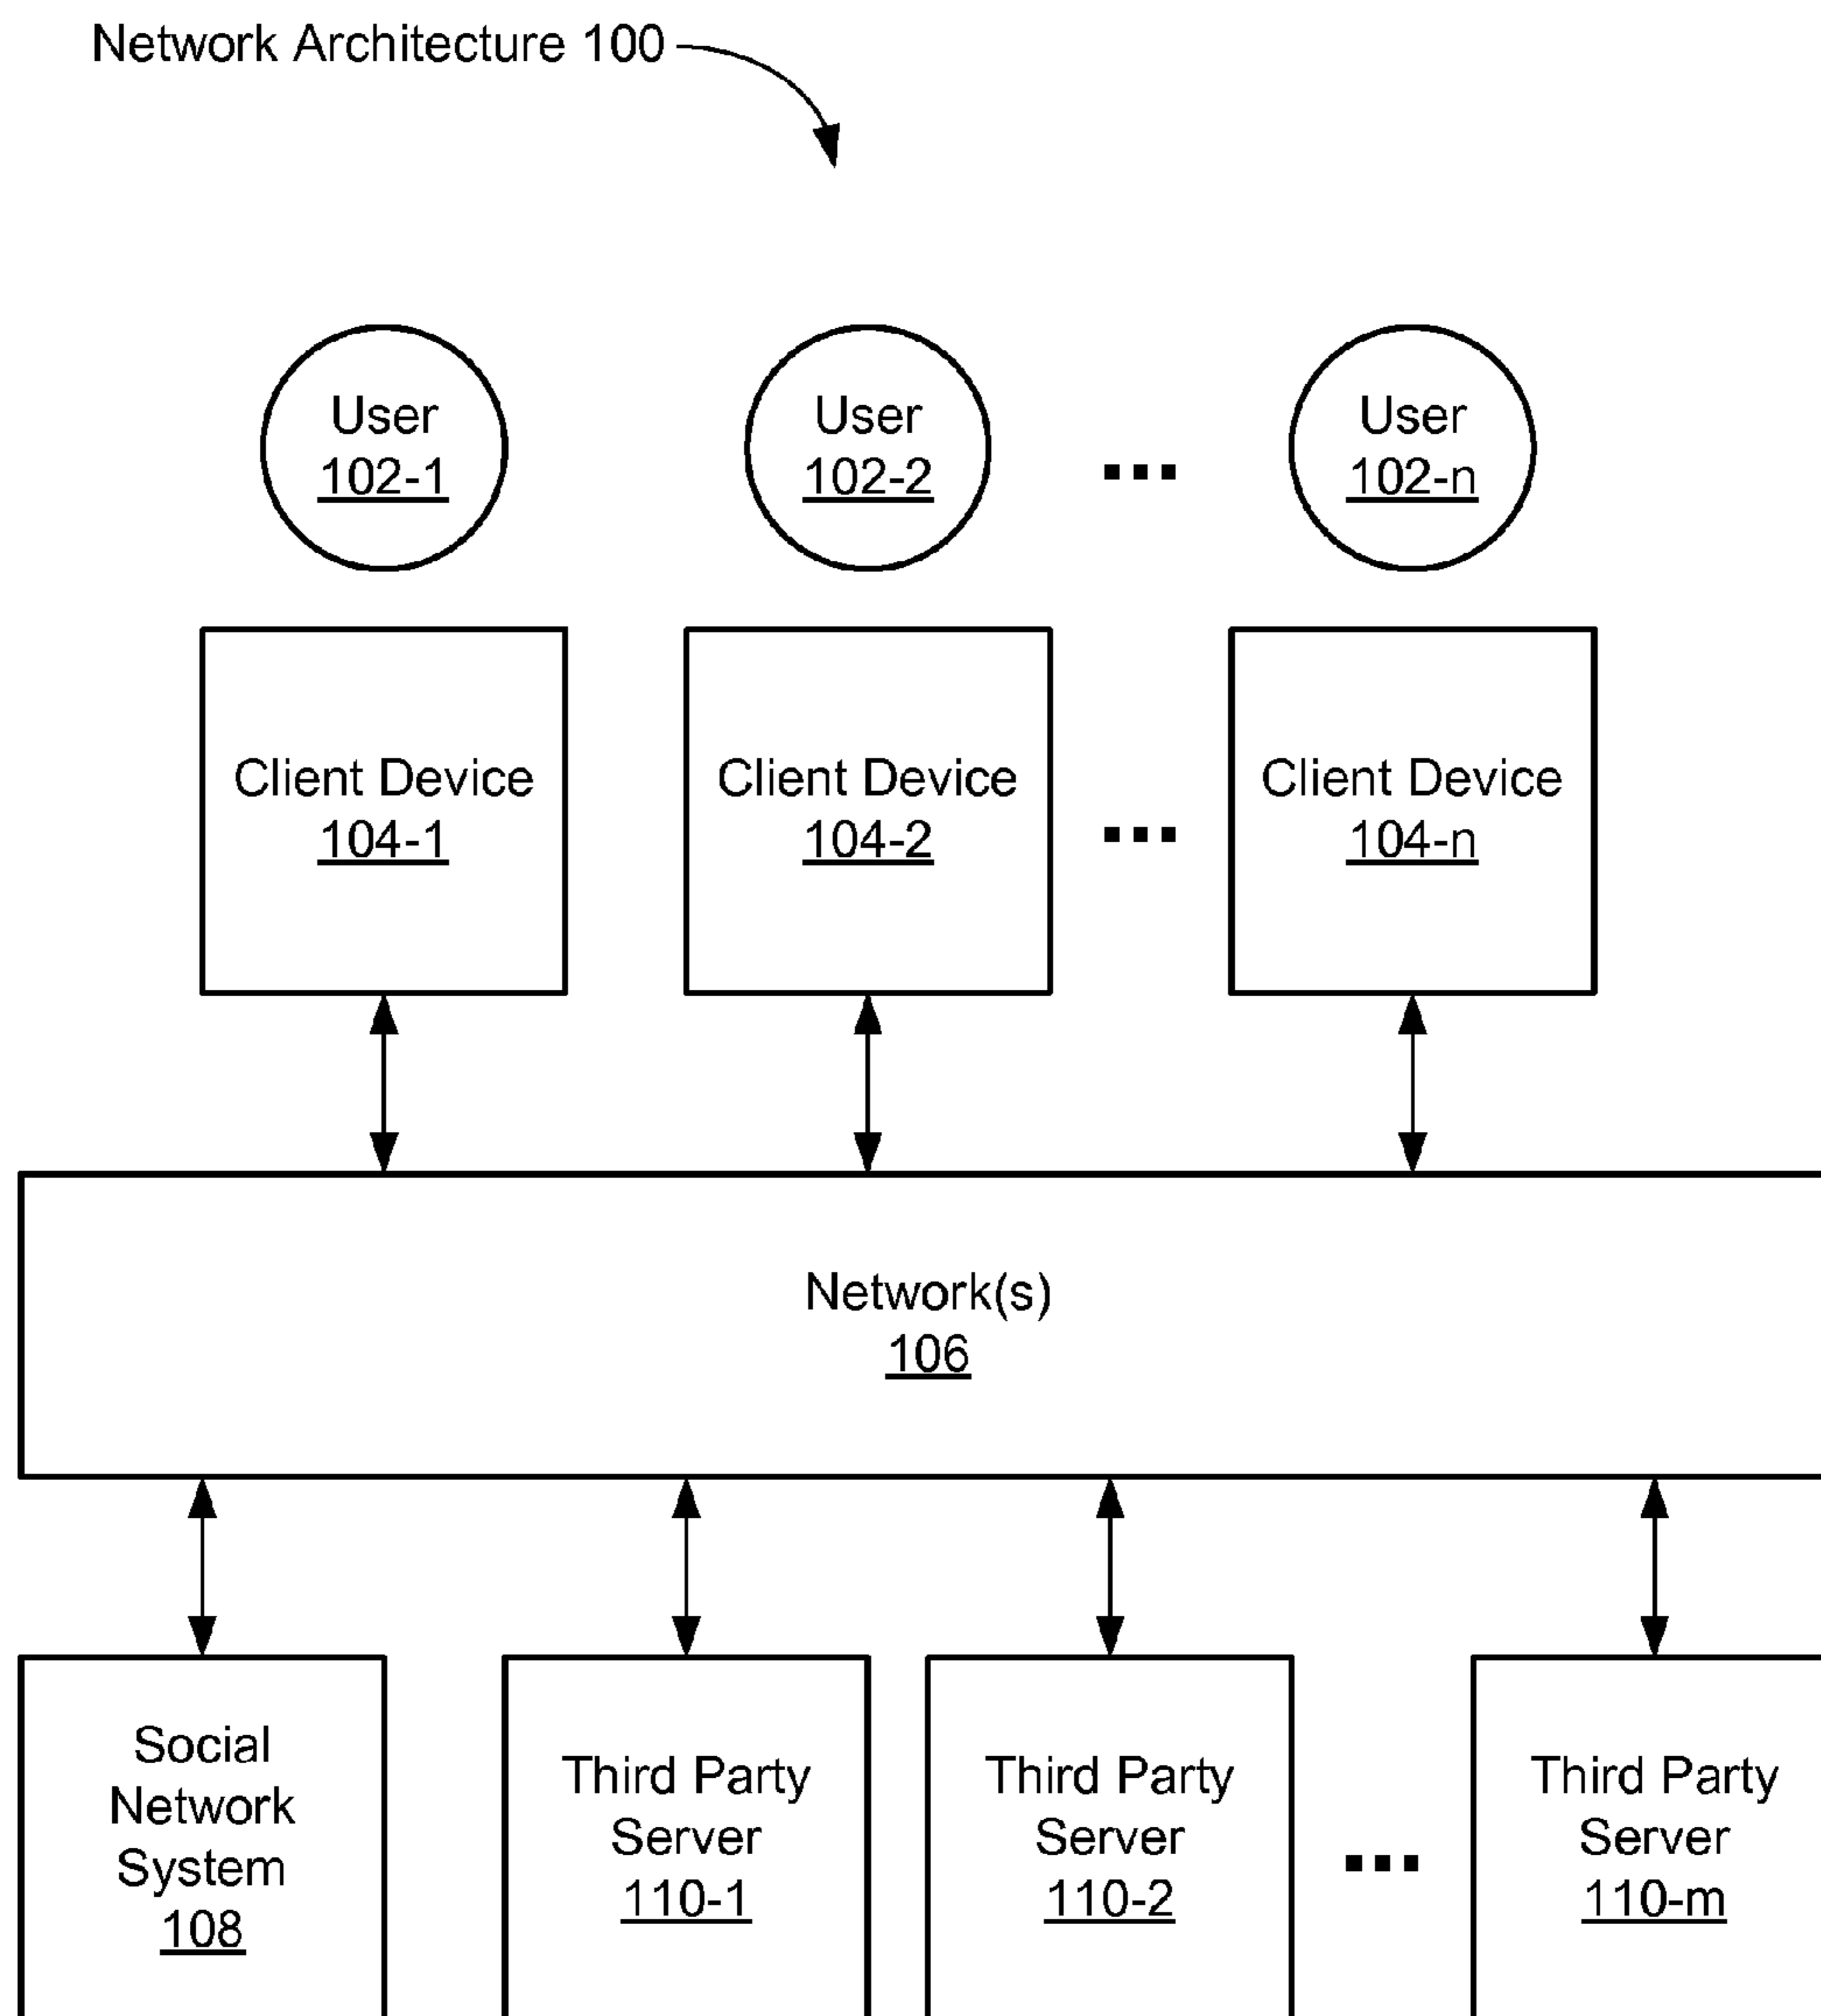 Network Architecture 100
User
102-1
User
102-2
...
User
102-n
Client Device
104-1
Client Device
104-2
...
Client Device
104-n
Network(s)
106
Social
Network
System
108
Third Party
Server
110-1
Third Party
Server
110-2
...
Third Party
Server
110-m